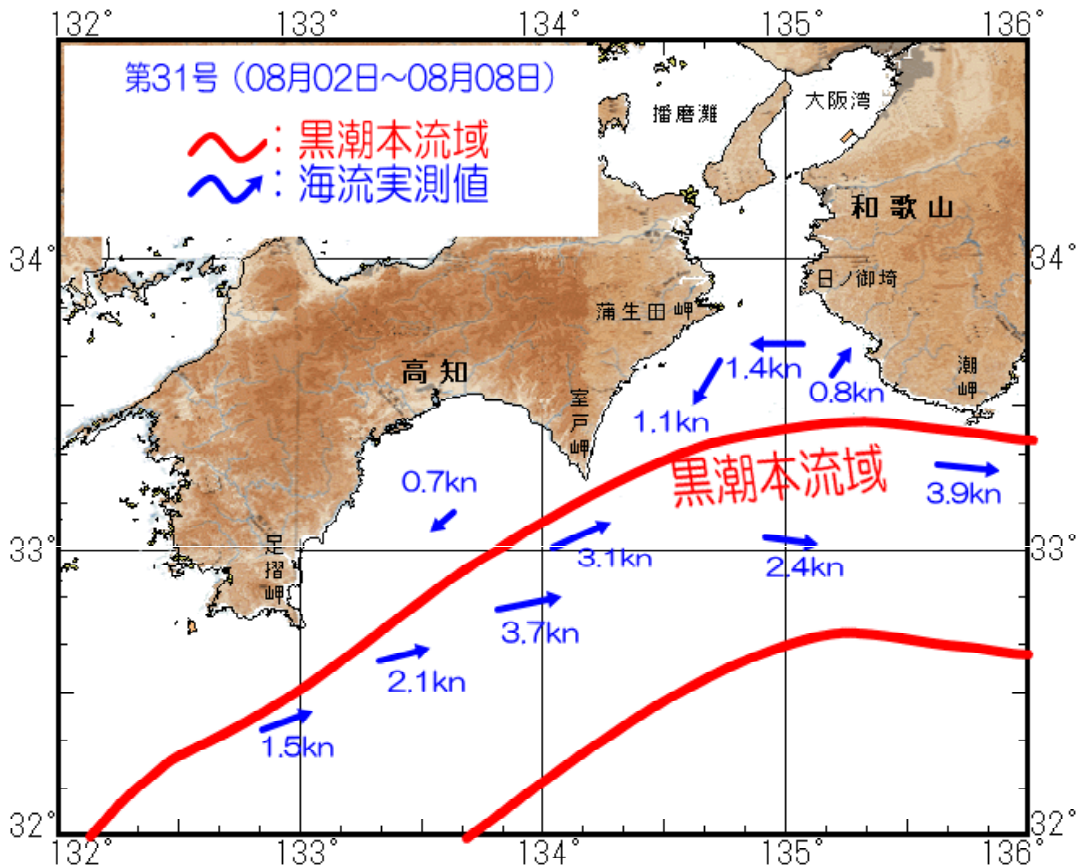 132° 133° 134° 135° 136°
第31号（08月02日～08月08日）
：黒潮本流域
：海流実測値
播磨灘
大阪湾
和歌山
34° 34°
日ノ御埼
蒲生田岬
高知
室戸岬
潮岬
1.4kn
0.8kn
1.1kn
黒潮本流域
0.7kn
3.9kn
33° 33°
足摺岬
3.1kn
2.4kn
3.7kn
2.1kn
1.5kn
32° 32°
132° 133° 134° 135° 136°